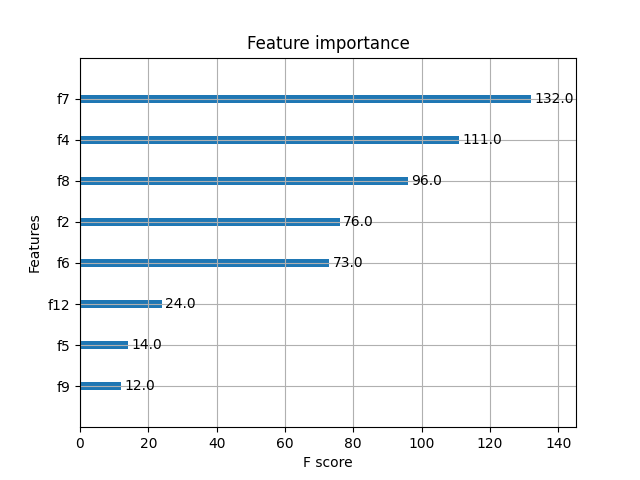 Feature importance
f7 132.0
f4 111.0
f8 96.0
f2 76.0
f6 73.0
f12 24.0
f5 14.0
f9 12.0
Features
0 20 40 60 80 100 120 140
F score